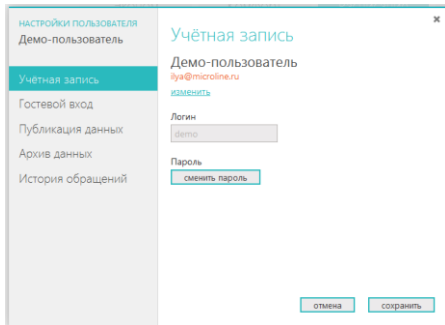 НАСТРОЙКИ ПОЛЬЗОВАТЕЛЯ
Демо-пользователь
Учётная запись
Гостевой вход
Публикация данных
Архив данных
История обращений
Учётная запись
Демо-пользователь
ilya@microline.ru
изменить
Логин
demo
Пароль
сменить пароль
отмена
сохранить